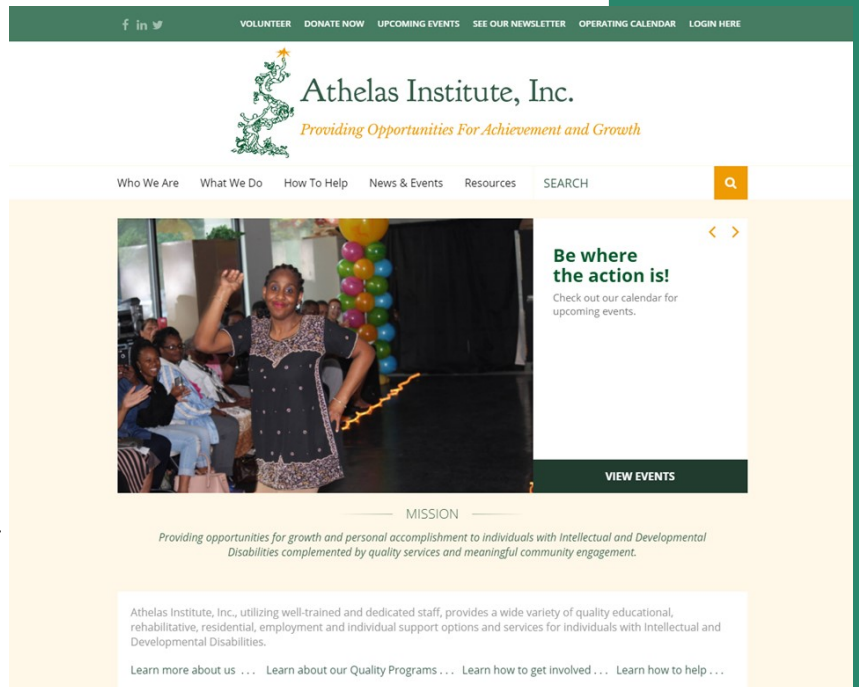 f in
VOLUNTEER DONATE NOW UPCOMING EVENTS SEE OUR NEWSLETTER OPERATING CALENDAR LOGIN HERE
Athelas Institute, Inc.
Providing Opportunities For Achievement and Growth
Who We Are What We Do How To Help News & Events Resources SEARCH
Be where
the action is!
Check out our calendar for
upcoming events.
VIEW EVENTS
MISSION
Providing opportunities for growth and personal accomplishment to individuals with Intellectual and Developmental
Disabilities complemented by quality services and meaningful community engagement.
Athelas Institute, Inc., utilizing well-trained and dedicated staff, provides a wide variety of quality educational,
rehabilitative, residential, employment and individual support options and services for individuals with Intellectual and
Developmental Disabilities.
Learn more about us . . . Learn about our Quality Programs . . . Learn how to get involved . . . Learn how to help . . .